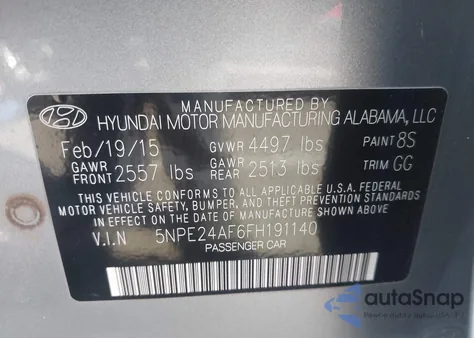 MANUFACTURED BY
HYUNDAI MOTOR MANUFACTURING ALABAMA, LLC
Feb/19/15 GVWR 4497 lbs PAINT 8S
GAWR FRONT 2557 lbs GAWR REAR 2513 lbs TRIM GG
THIS VEHICLE CONFORMS TO ALL APPLICABLE U.S.A. FEDERAL
MOTOR VEHICLE SAFETY, BUMPER, AND THEFT PREVENTION STANDARDS
IN EFFECT ON THE DATE OF MANUFACTURE SHOWN ABOVE.
V.I.N 5NPE24AF6FH191140
PASSENGER CAR
autoSnap